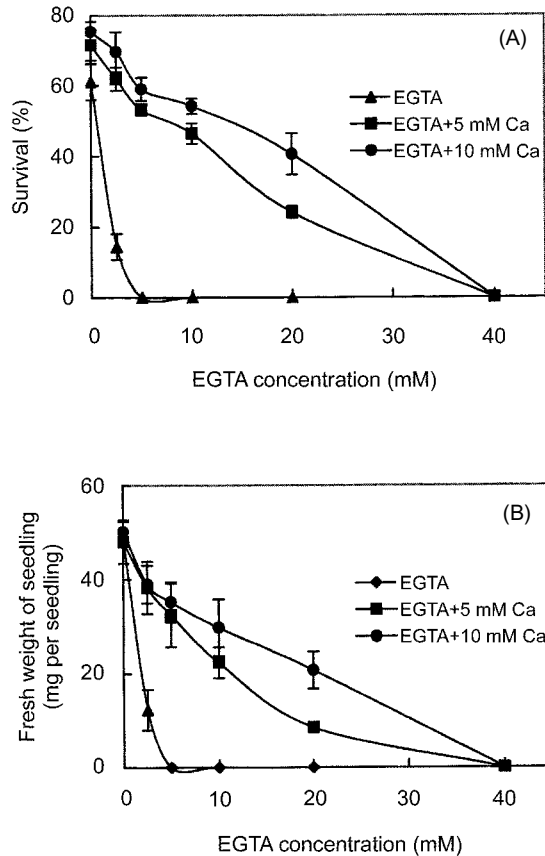 (A)
80
60
40
20
0
Survival (%)
EGTA
EGTA+5 mM Ca
EGTA+10 mM Ca
0 10 20 30 40
EGTA concentration (mM)
(B)
60
40
20
0
Fresh weight of seedling
(mg per seedling)
EGTA
EGTA+5 mM Ca
EGTA+10 mM Ca
0 10 20 30 40
EGTA concentration (mM)